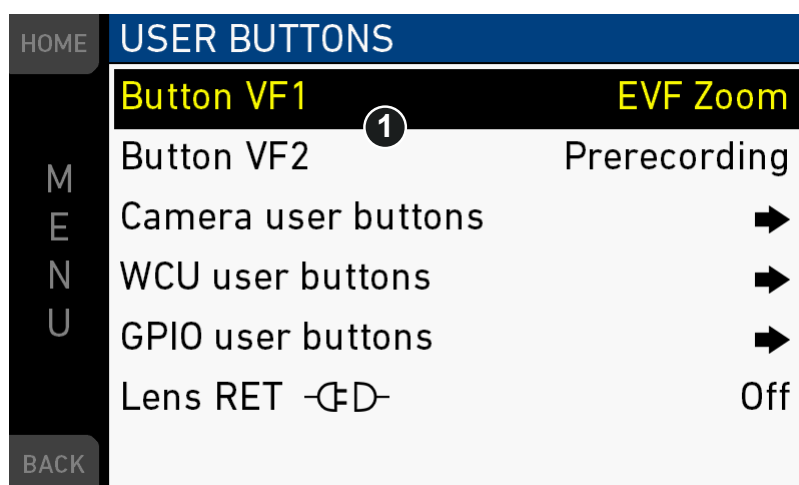 HOME
USER BUTTONS
Button VF1 EVF Zoom
1
Button VF2 Prerecording
Camera user buttons
WCU user buttons
GPIO user buttons
Lens RET Off
MENU
BACK